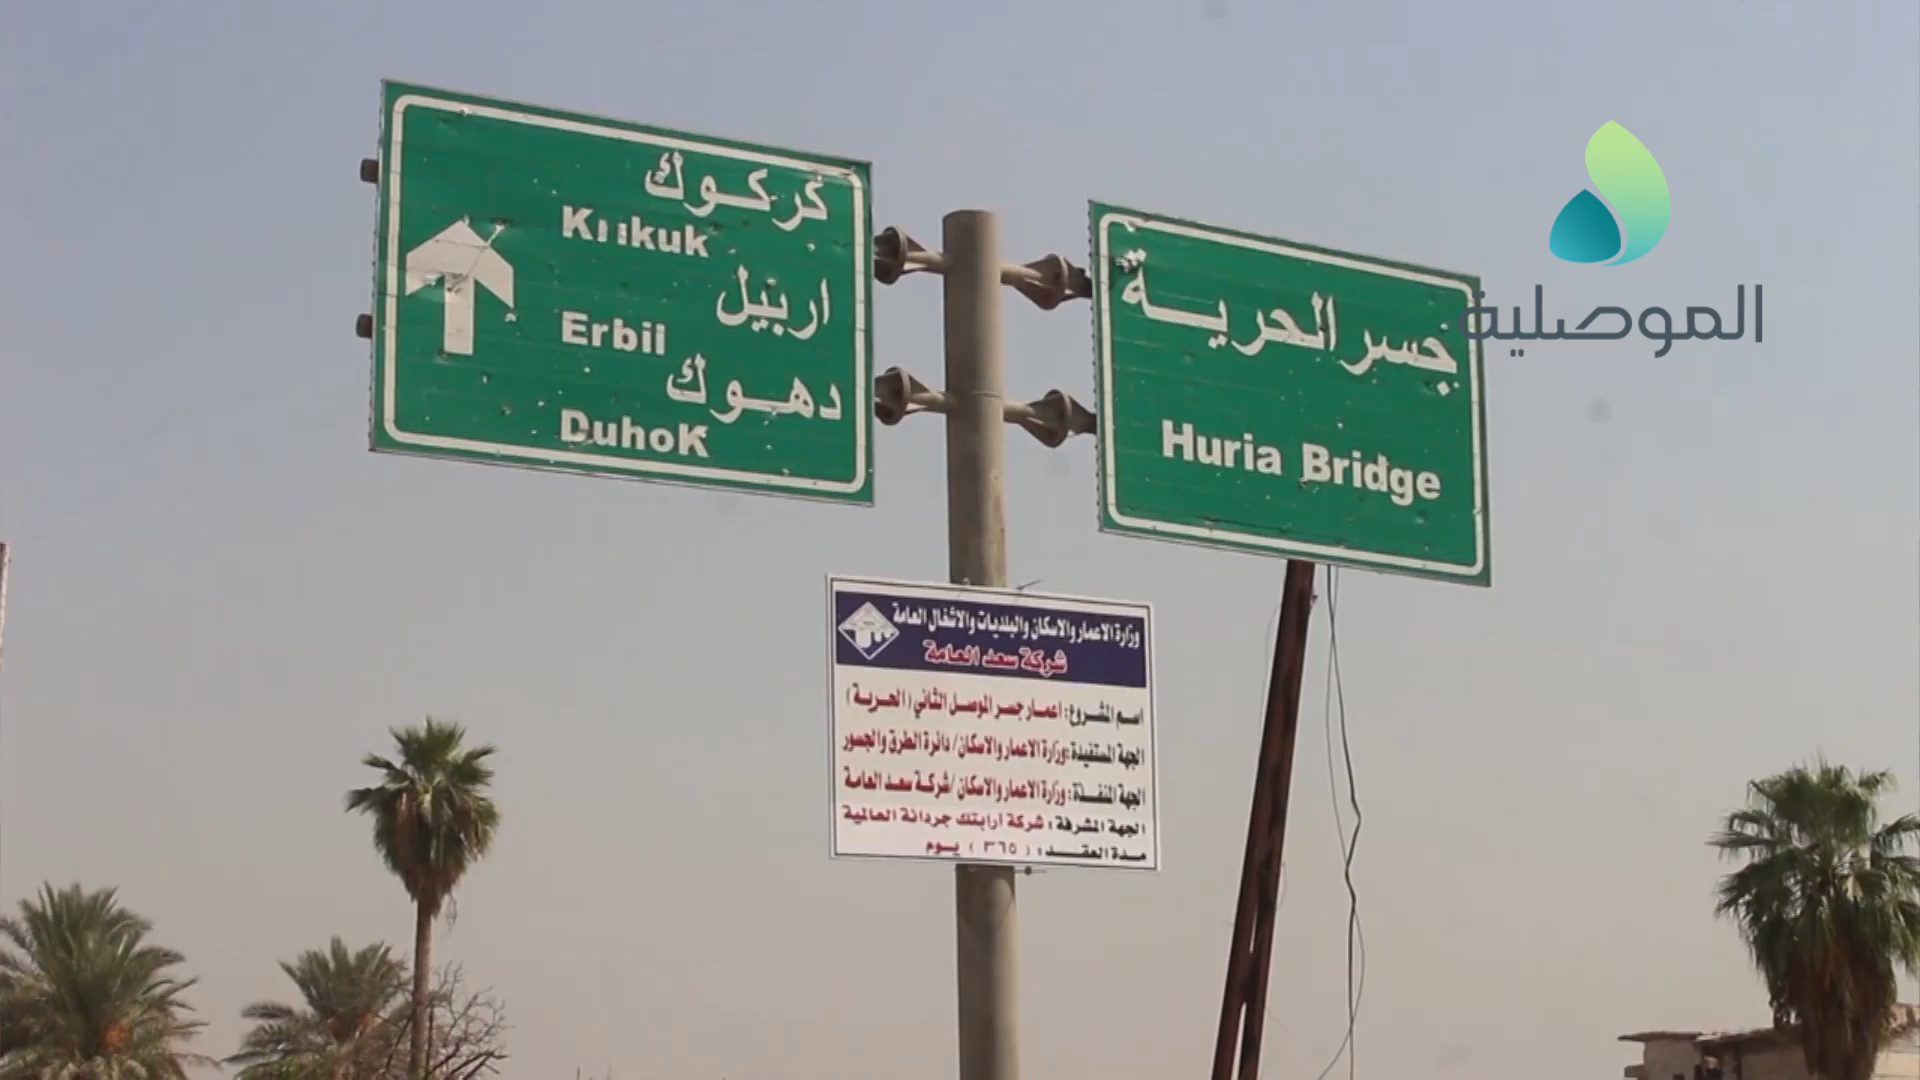 كركوك
Kirkuk
اربيل
Erbil
دهوك
DuhoK
جسر الحرية
Huria Bridge
الموصلية
وزارة الاعمار والاسكان والبلديات والاشغال العامة
شركة سعد العامة
اسم المشروع: اعمار جسر الموصل الثاني (الحرية)
الجهة المستفيدة: وزارة الاعمار والاسكان/ دائرة الطرق والجسور
الجهة المنفذة: وزارة الاعمار والاسكان/ شركة سعد العامة
الجهة المشرفة: شركة ارابتك جردانة العالمية
مدة العقد: (٣٦٥) يوم